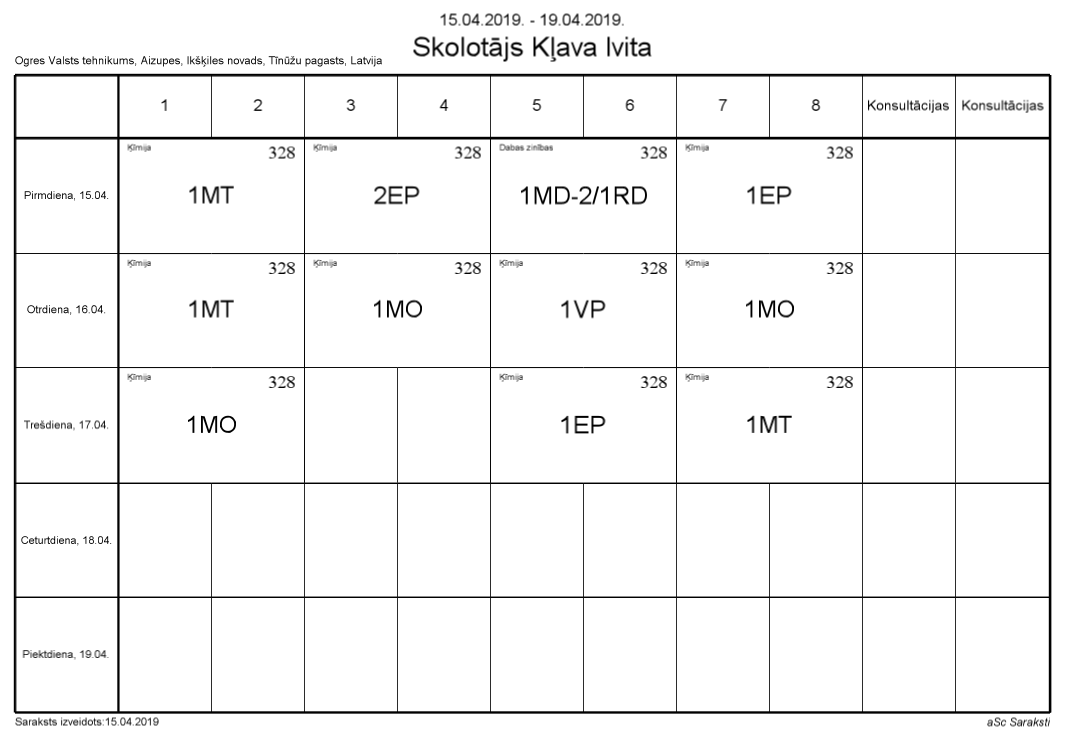 15.04.2019. - 19.04.2019.
Skolotājs Kļava Ivita
Ogres Valsts tehnikums, Aizupes, Ikšķiles novads, Tīnūžu pagasts, Latvija
1 2 3 4 5 6 7 8 Konsultācijas Konsultācijas
Ķīmija 328 Ķīmija 328 Dabas zinības 328 Ķīmija 328
Pirmdiena, 15.04. 1MT 2EP 1MD-2/1RD 1EP
Ķīmija 328 Ķīmija 328 Ķīmija 328 Ķīmija 328
Otrdiena, 16.04. 1MT 1MO 1VP 1MO
Ķīmija 328 Ķīmija 328 Ķīmija 328
Trešdiena, 17.04. 1MO 1EP 1MT
Ceturtdiena, 18.04.
Piektdiena, 19.04.
Saraksts izveidots:15.04.2019 aSc Saraksti